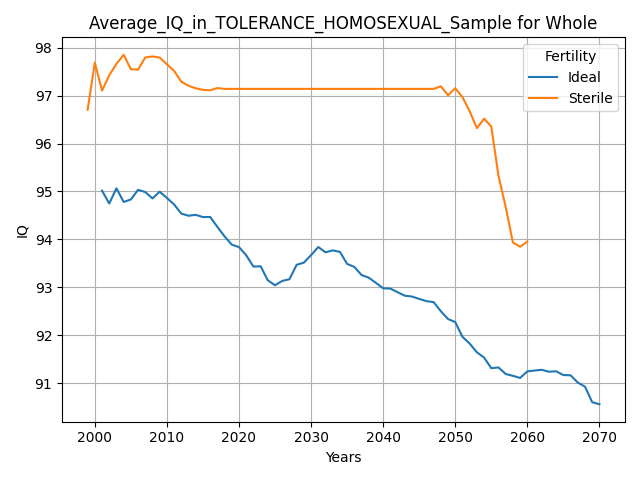 Average_IQ_in_TOLERANCE_HOMOSEXUAL_Sample for Whole
Fertility
Ideal
Sterile
98
97
96
95
94
93
92
91
IQ
2000 2010 2020 2030 2040 2050 2060 2070
Years